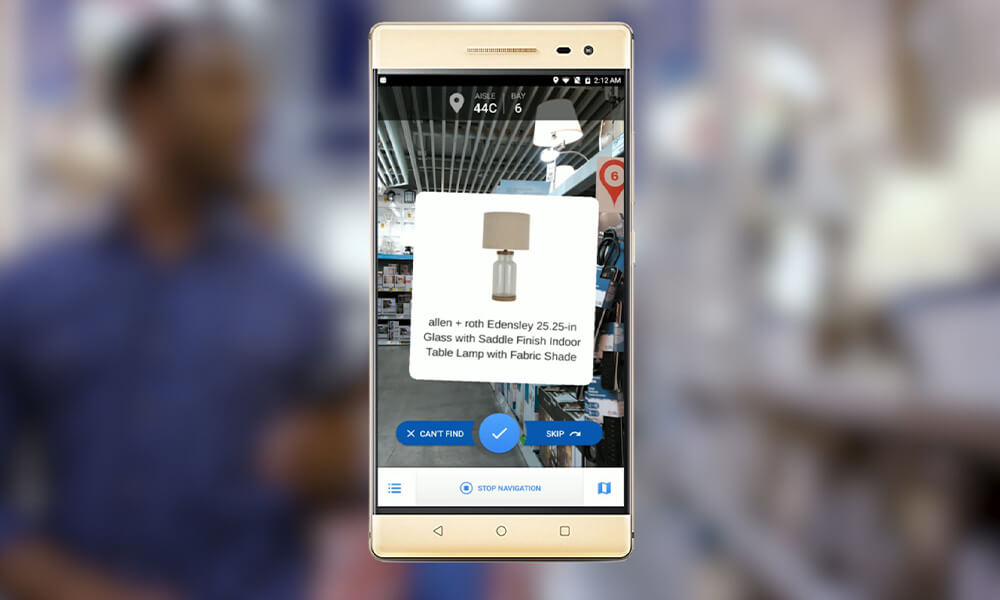 2:12 AM
AISLE BAY
44C 6
6
allen + roth Edensley 25.25-in
Glass with Saddle Finish Indoor
Table Lamp with Fabric Shade
CAN'T FIND
SKIP
STOP NAVIGATION